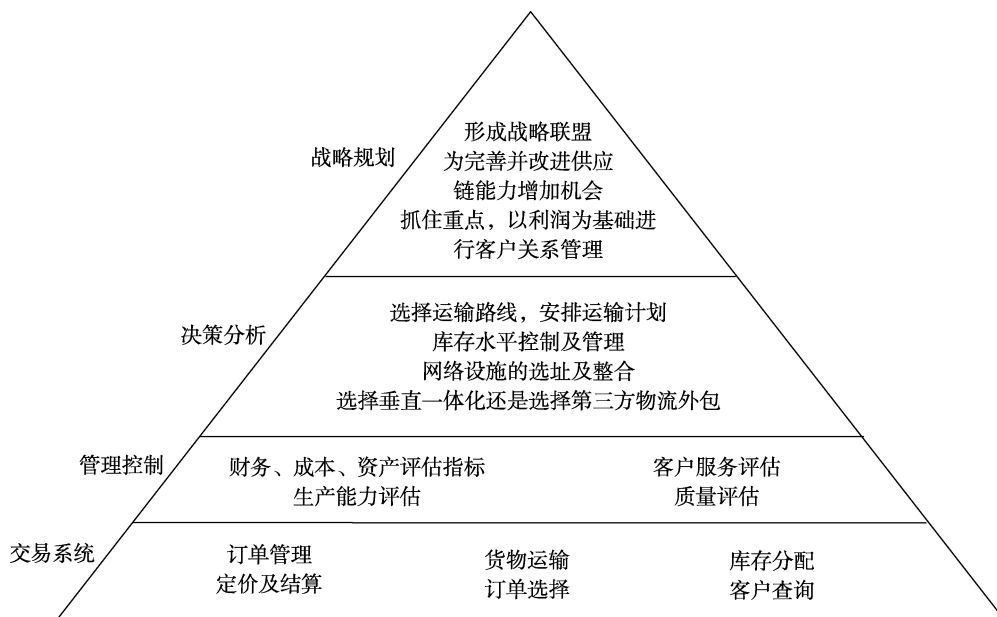 战略规划
形成战略联盟
为完善并改进供应
链能力增加机会
抓住重点，以利润为基础进
行客户关系管理
决策分析
选择运输路线，安排运输计划
库存水平控制及管理
网络设施的选址及整合
选择垂直一体化还是选择第三方物流外包
管理控制
财务、成本、资产评估指标
生产能力评估
客户服务评估
质量评估
交易系统
订单管理
定价及结算
货物运输
订单选择
库存分配
客户查询